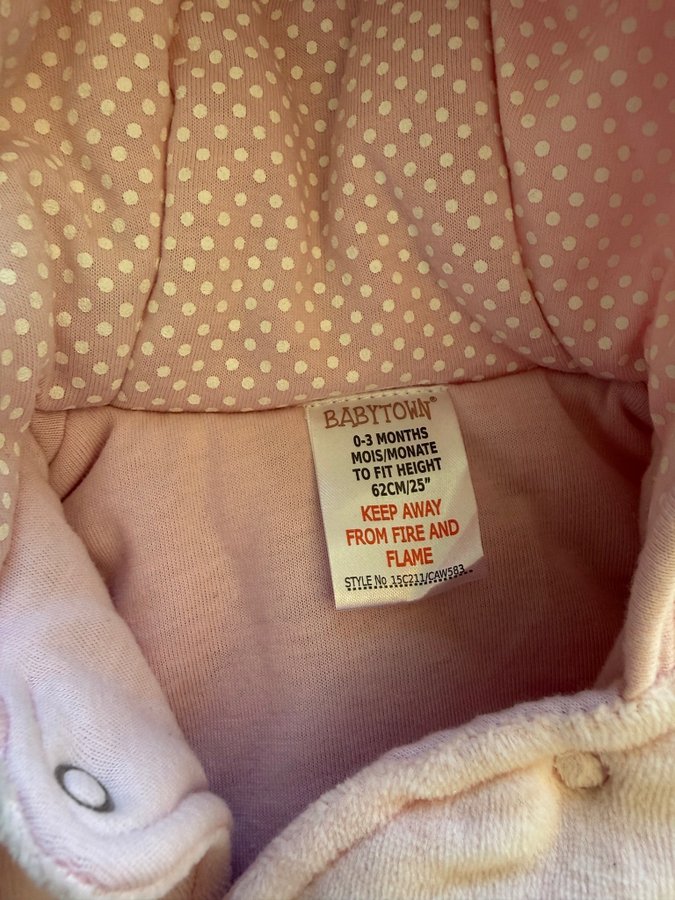 BABYTOWN®
0-3 MONTHS
MOIS/MONATE
TO FIT HEIGHT
62CM/25"
KEEP AWAY
FROM FIRE AND
FLAME
STYLE No 15C211/CAW583